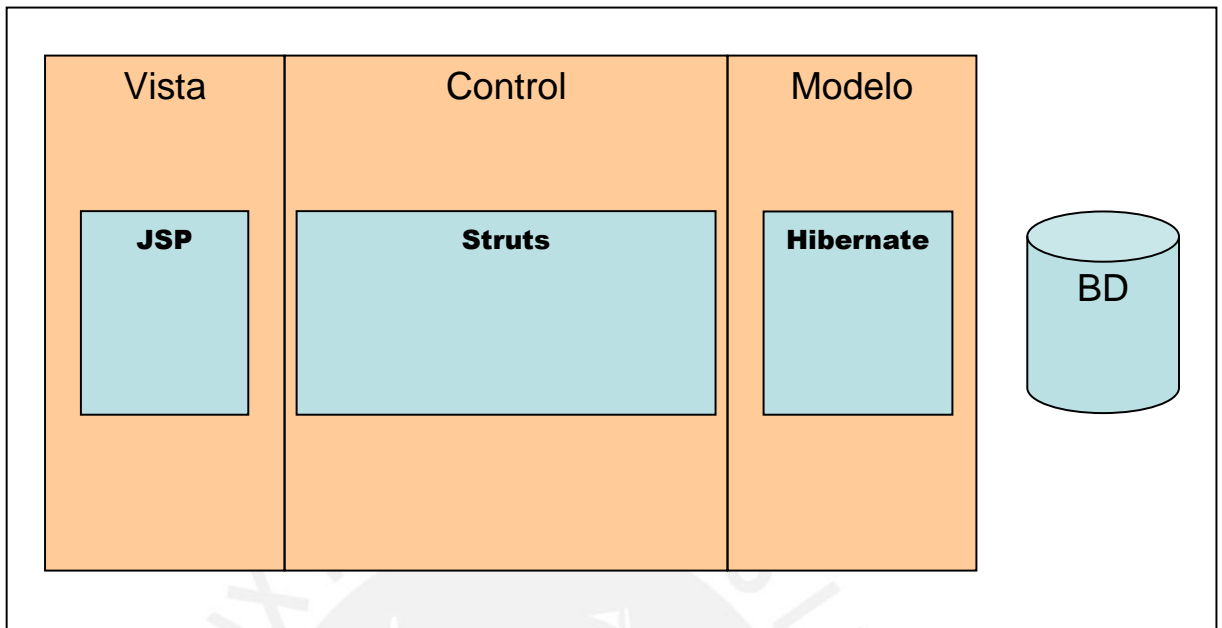 Vista
Control
Modelo
JSP
Struts
Hibernate
BD